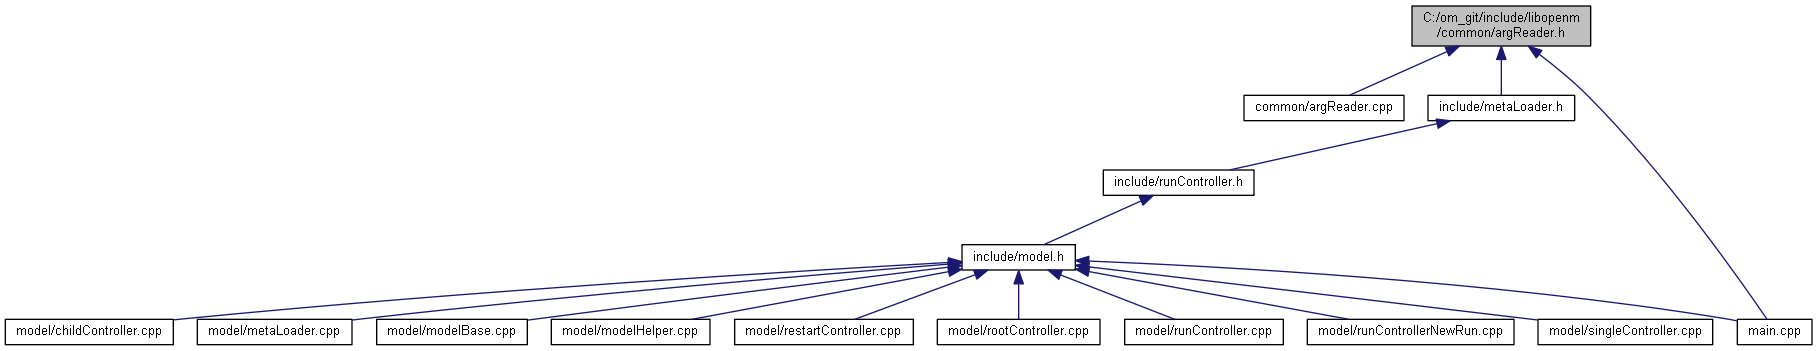 C:/om_git/include/libopenm
/common/argReader.h
common/argReader.cpp
include/metaLoader.h
include/runController.h
include/model.h
model/childController.cpp
model/metaLoader.cpp
model/modelBase.cpp
model/modelHelper.cpp
model/restartController.cpp
model/rootController.cpp
model/runController.cpp
model/runControllerNewRun.cpp
model/singleController.cpp
main.cpp